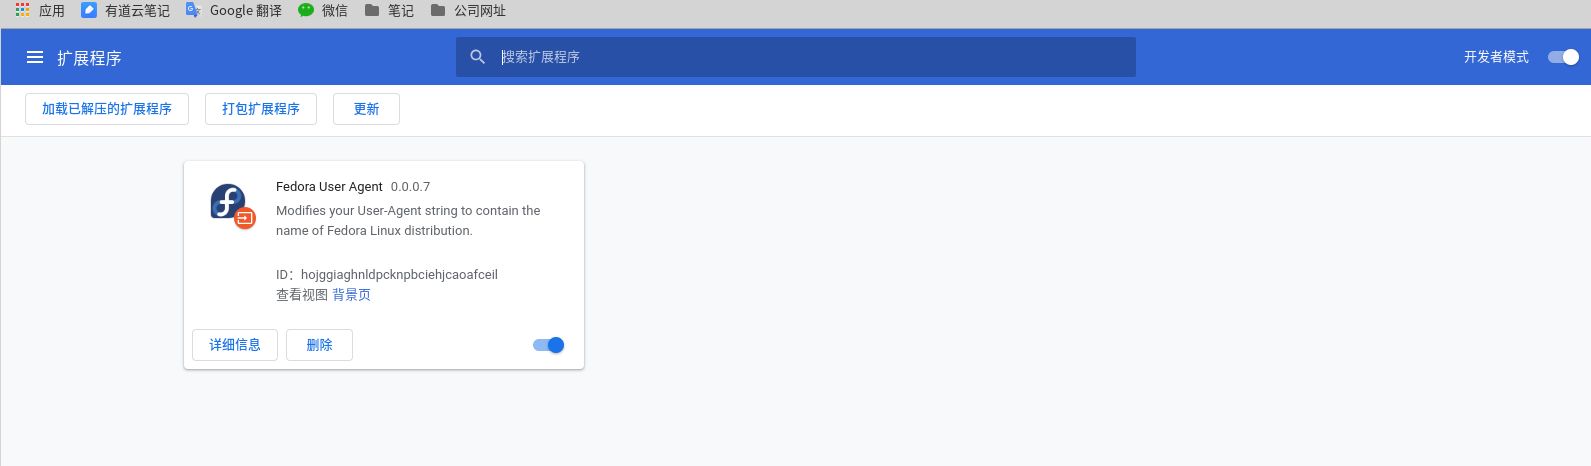 应用 有道云笔记 Google 翻译 微信 笔记 公司网址
扩展程序 搜索扩展程序 开发者模式
加载已解压的扩展程序 打包扩展程序 更新
Fedora User Agent 0.0.0.7
Modifies your User-Agent string to contain the
name of Fedora Linux distribution.
ID：hojggiaghnldpcknpbciehjcaoafceil
查看视图 背景页
详细信息 删除